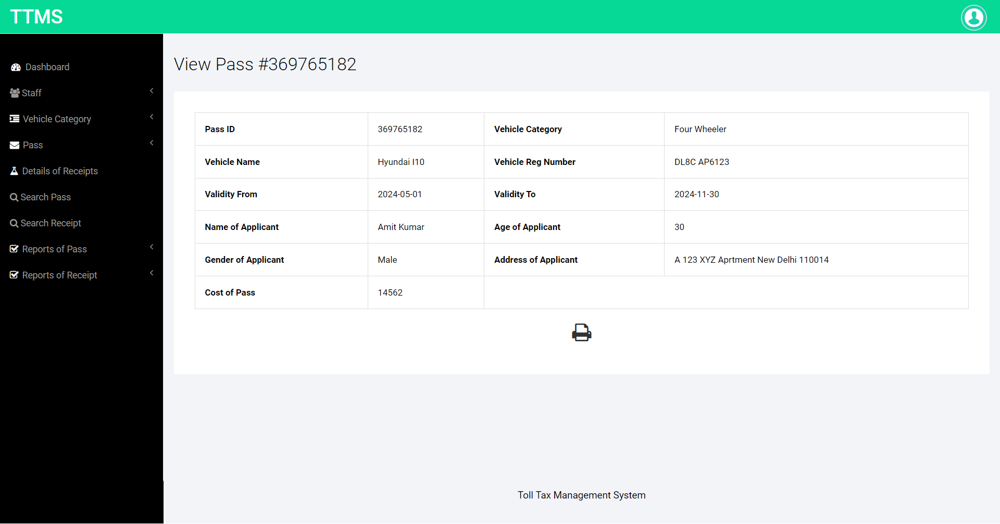 TTMS
Dashboard
Staff
Vehicle Category
Pass
Details of Receipts
Search Pass
Search Receipt
Reports of Pass
Reports of Receipt
View Pass #369765182
Pass ID 369765182 Vehicle Category Four Wheeler
Vehicle Name Hyundai I10 Vehicle Reg Number DL8C AP6123
Validity From 2024-05-01 Validity To 2024-11-30
Name of Applicant Amit Kumar Age of Applicant 30
Gender of Applicant Male Address of Applicant A 123 XYZ Aprtment New Delhi 110014
Cost of Pass 14562
Toll Tax Management System